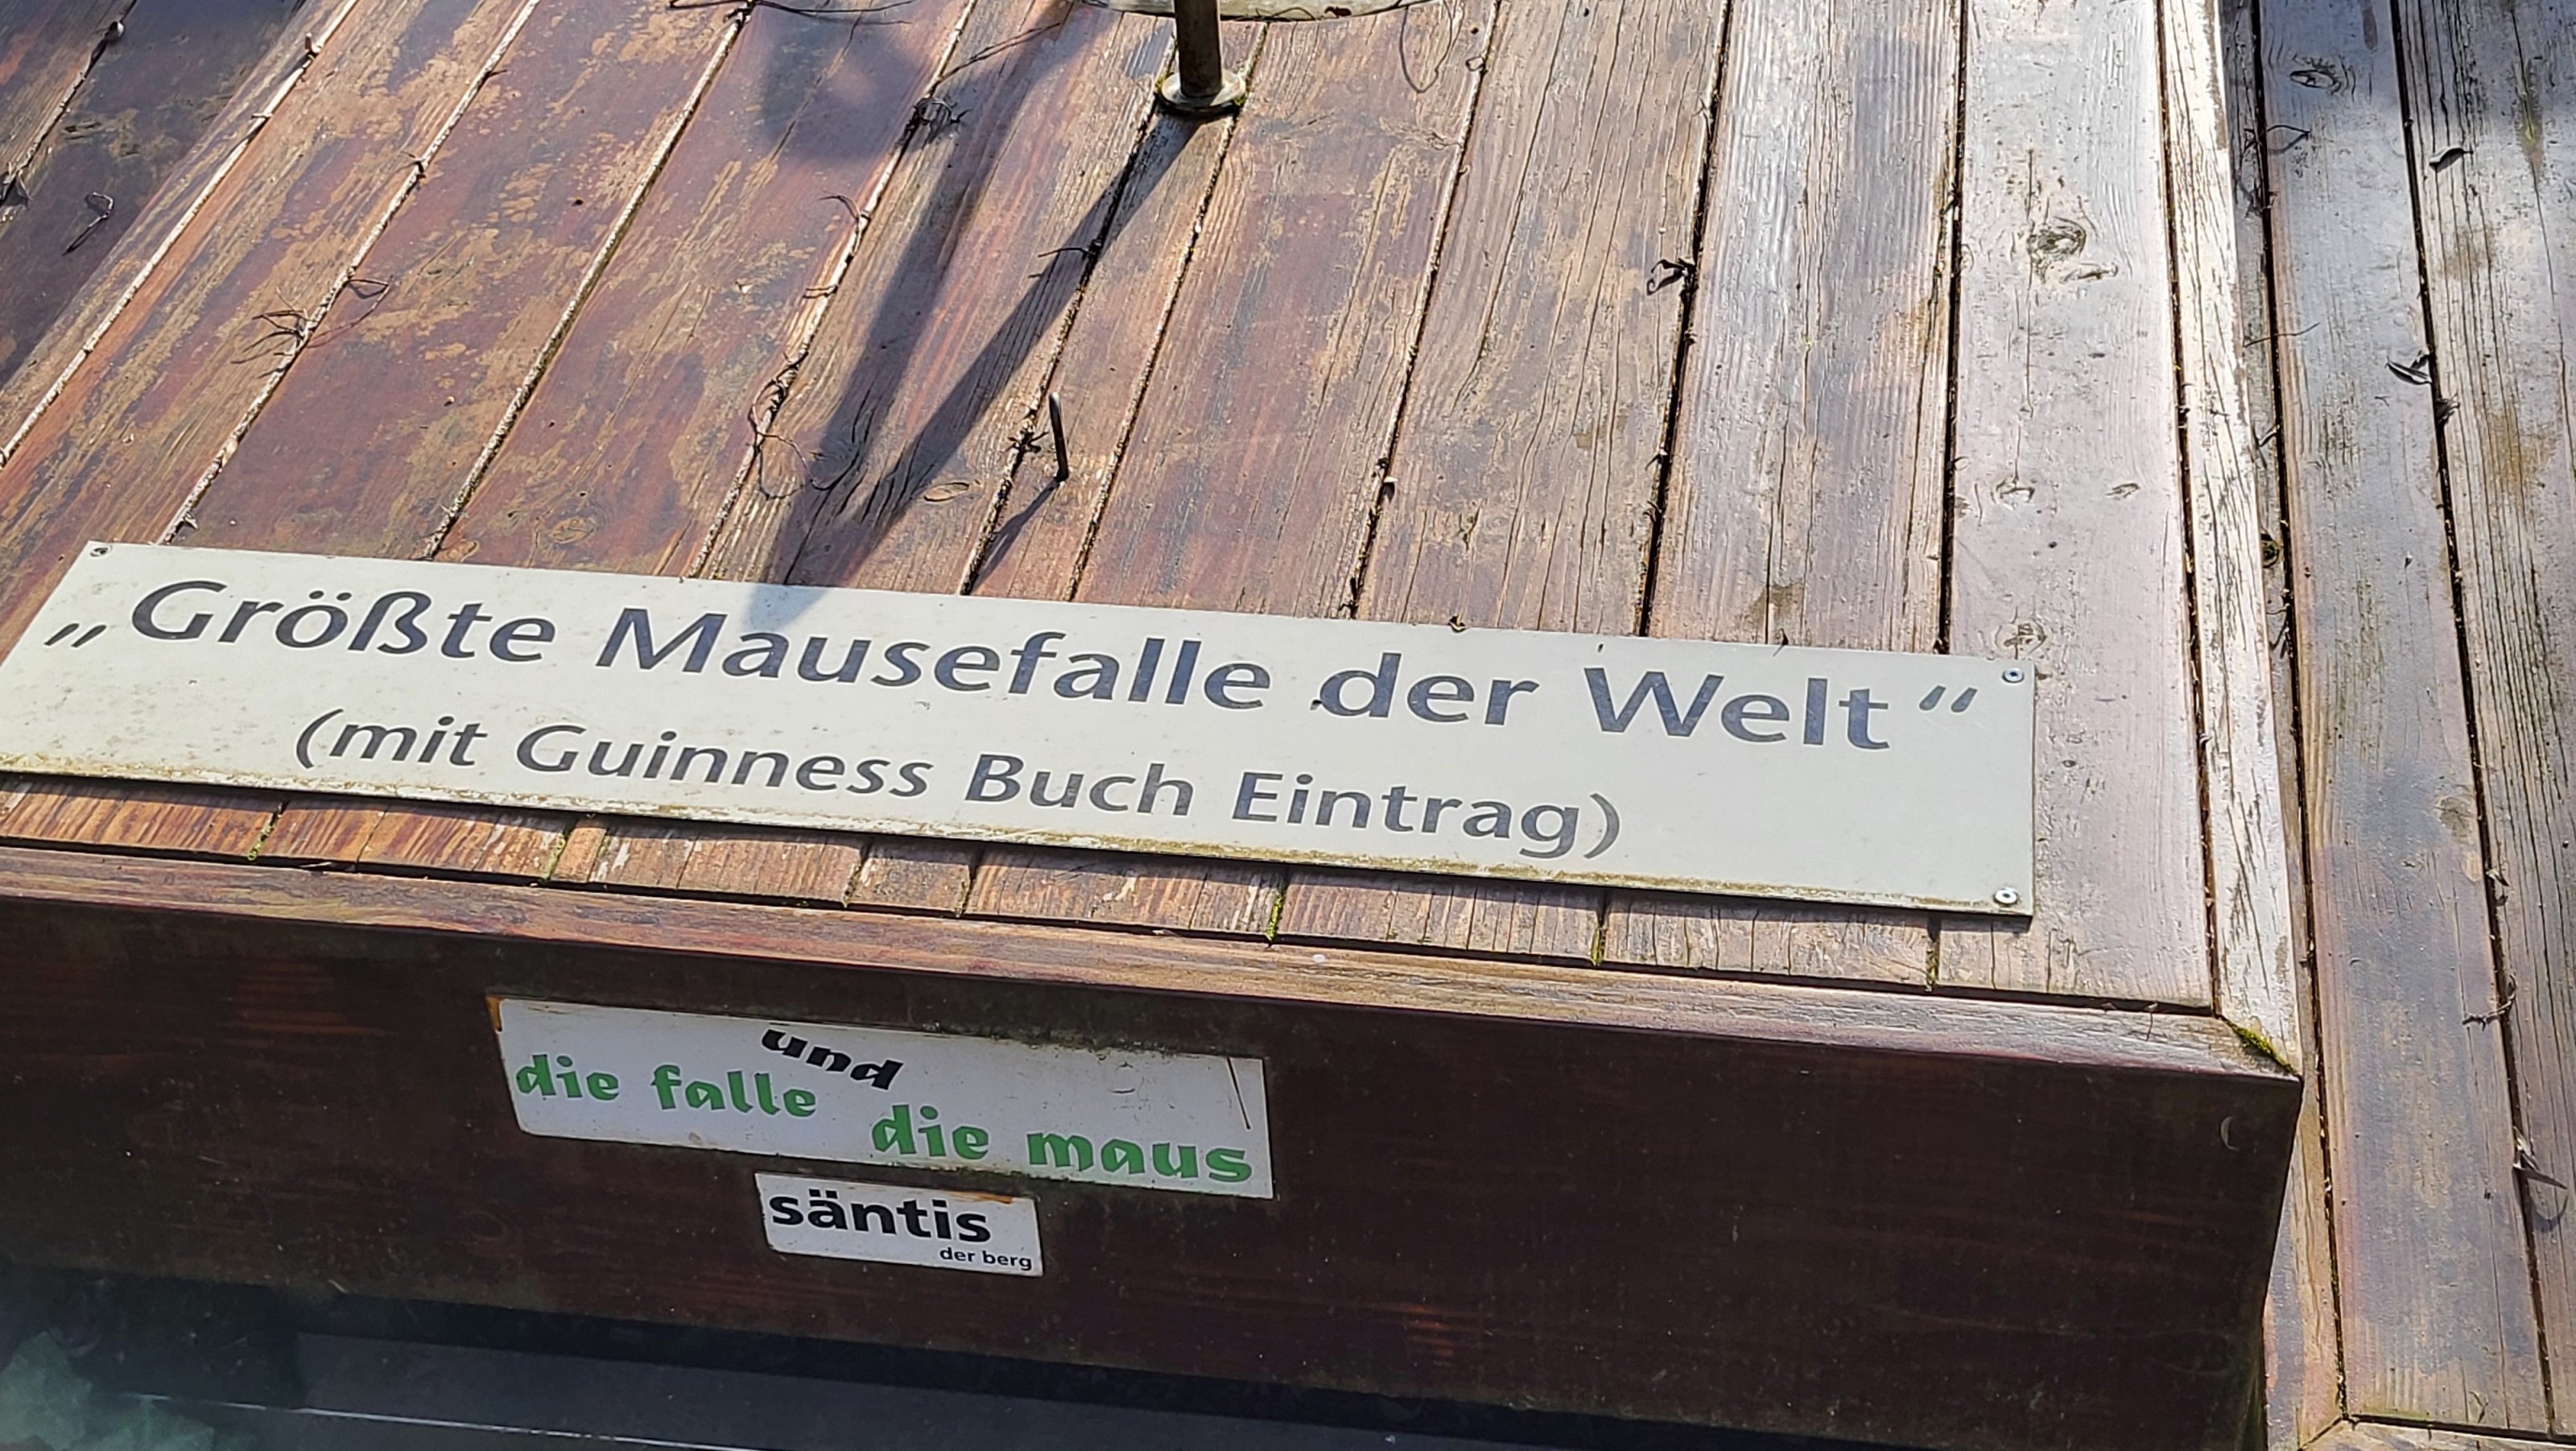 „Größte Mausefalle der Welt“
(mit Guinness Buch Eintrag)
und
die falle die maus
säntis
der berg